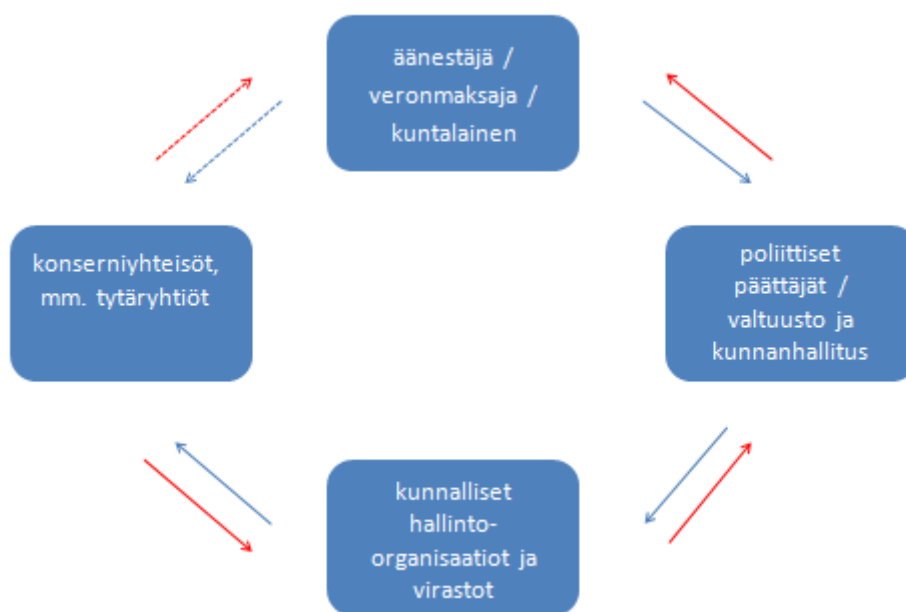 äänestäjä /
veronmaksaja /
kuntalainen
konserniyhteisöt,
mm. tytäryhtiöt
poliittiset
päättäjät /
valtuusto ja
kunnanhallitus
kunnalliset
hallinto-
organisaatiot ja
virastot